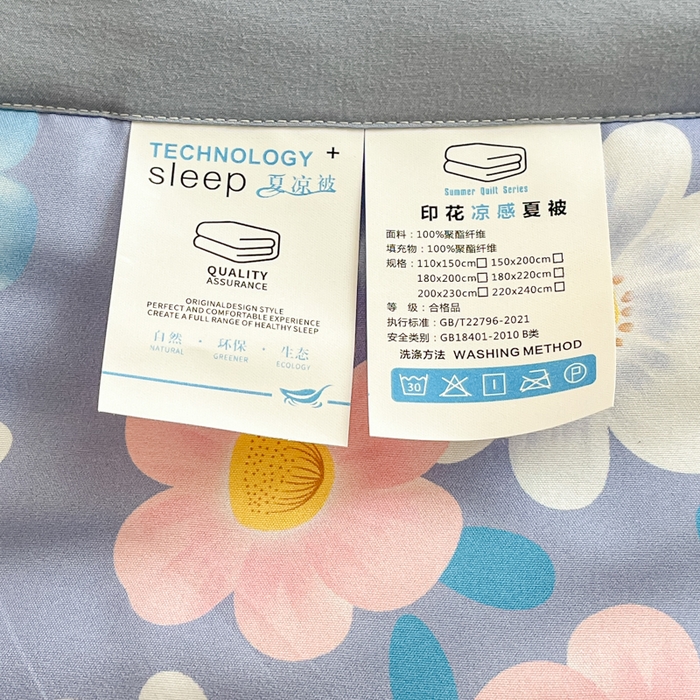 TECHNOLOGY +
sleep 夏凉被
QUALITY
ASSURANCE
ORIGINALDESIGN STYLE
PERFECT AND COMFORTABLE EXPERIENCE
CREATE A FULL RANGE OF HEALTHY SLEEP
自然 · 环保 · 生态
NATURAL GREENER ECOLOGY
Summer Quilt Series
印花凉感夏被
面料：100%聚酯纤维
填充物：100%聚酯纤维
规格：110x150cm□ 150x200cm□
180x200cm□ 180x220cm□
200x230cm□ 220x240cm□
等 级：合格品
执行标准：GB/T22796-2021
安全类别：GB18401-2010 B类
洗涤方法 WASHING METHOD
30 P